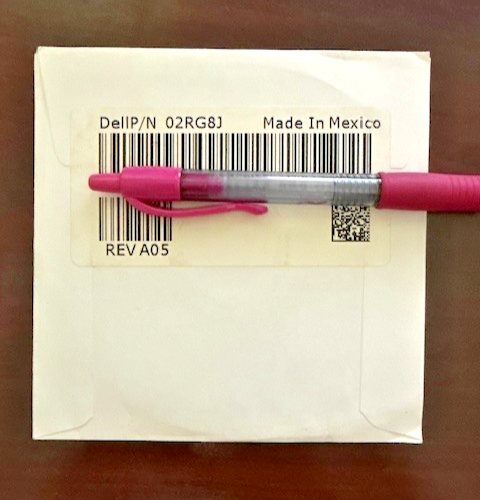 DellP/N 02RG8J Made In Mexico
REV A05